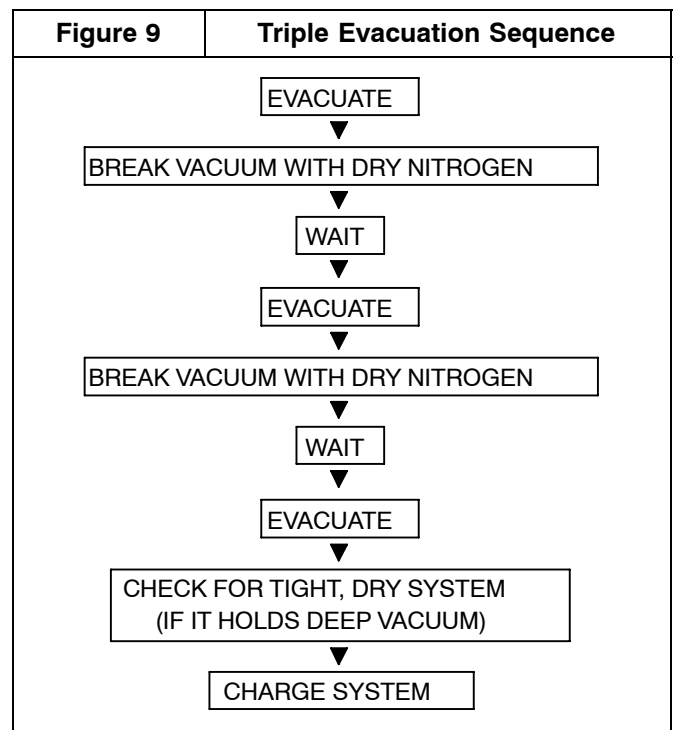 Figure 9 Triple Evacuation Sequence
EVACUATE
BREAK VACUUM WITH DRY NITROGEN
WAIT
EVACUATE
BREAK VACUUM WITH DRY NITROGEN
WAIT
EVACUATE
CHECK FOR TIGHT, DRY SYSTEM
(IF IT HOLDS DEEP VACUUM)
CHARGE SYSTEM